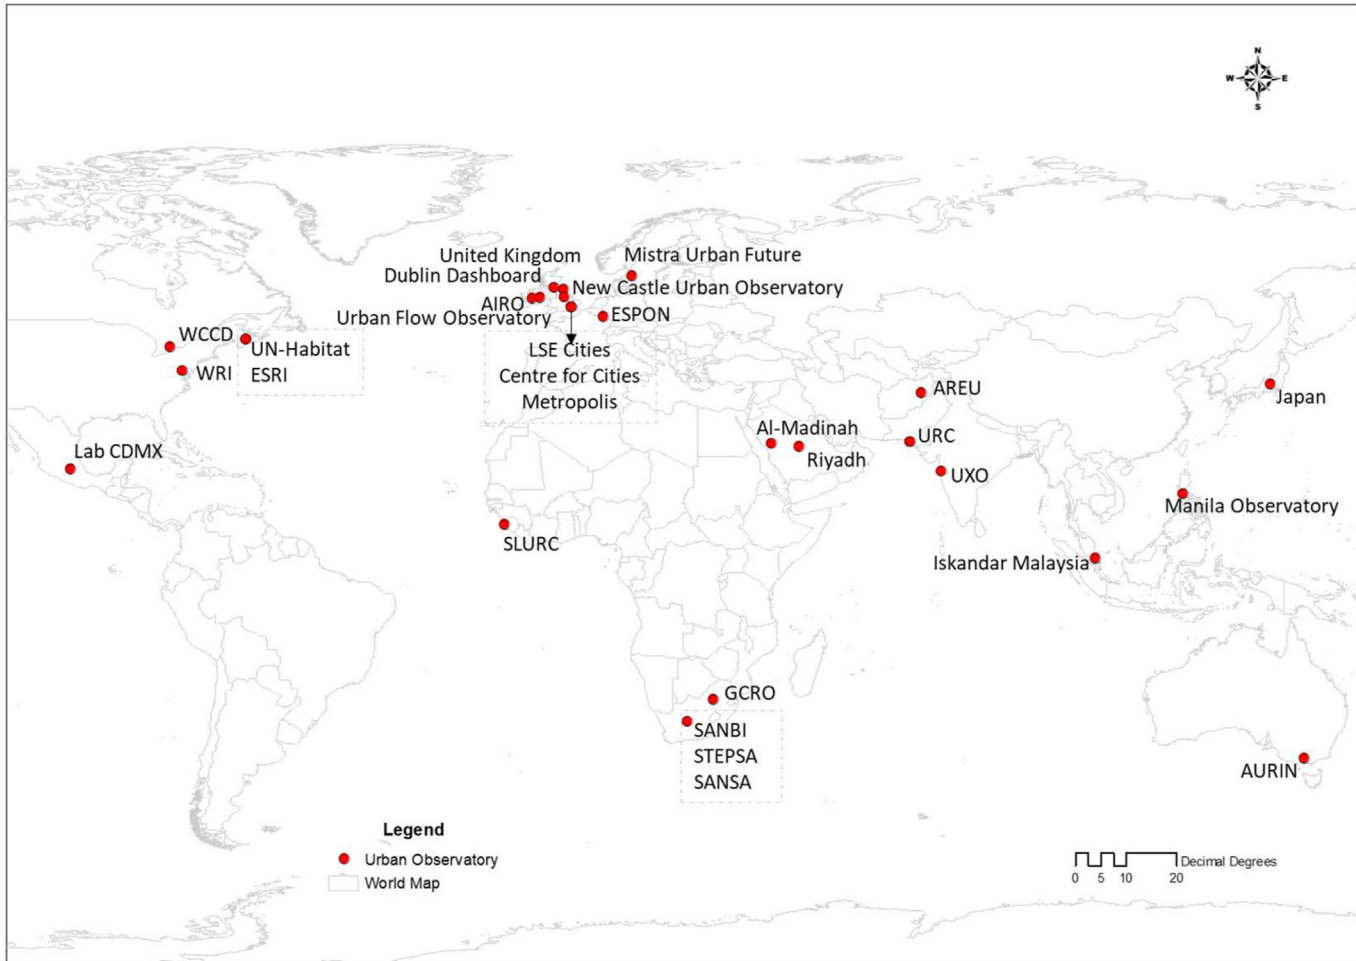 N
W E
S
United Kingdom
Mistra Urban Future
Dublin Dashboard
New Castle Urban Observatory
AIRO
Urban Flow Observatory
ESPON
WCCD
UN-Habitat
ESRI
WRI
LSE Cities
Centre for Cities
Metropolis
AREU
Japan
Al-Madinah
Riyadh
URC
UXO
Lab CDMX
Manila Observatory
SLURC
Iskandar Malaysia
GCRO
SANBI
STEPSA
SANSA
AURIN
Legend
Urban Observatory
World Map
Decimal Degrees
0 5 10 20